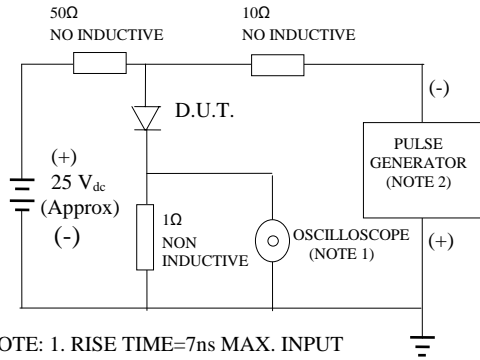 50Ω
NO INDUCTIVE
10Ω
NO INDUCTIVE
D.U.T.
(-)
PULSE
GENERATOR
(NOTE 2)
(+)
25 Vdc
(Approx)
(-)
1Ω
NON
INDUCTIVE
OSCILLOSCOPE
(NOTE 1)
(+)
OTE: 1. RISE TIME=7ns MAX. INPUT